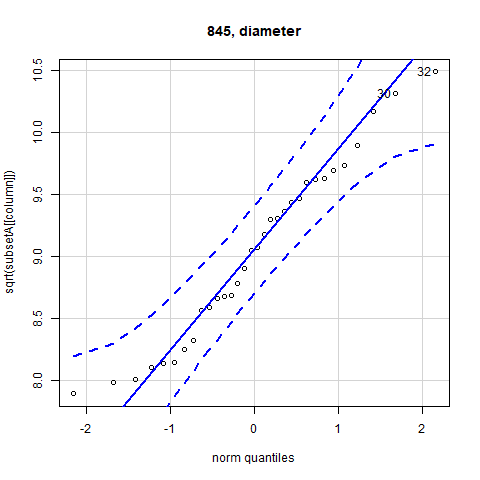 845, diameter
sqrt(subsetA[[column]])
10.5
10.0
9.5
9.0
8.5
8.0
32
30
-2 -1 0 1 2
norm quantiles